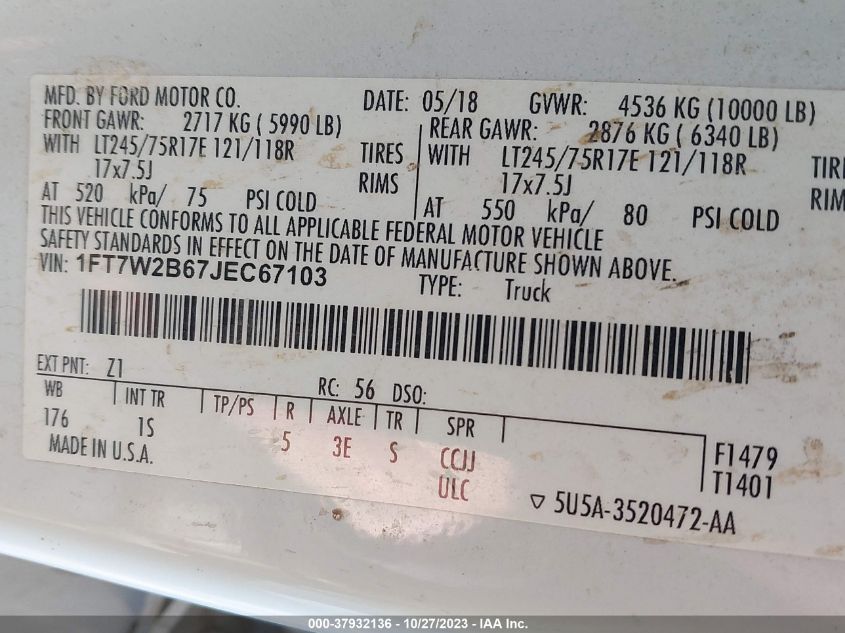 MFD. BY FORD MOTOR CO. DATE: 05/18 GVWR: 4536 KG (10000 LB)
FRONT GAWR: 2717 KG ( 5990 LB) REAR GAWR: 2876 KG ( 6340 LB)
WITH LT245/75R17E 121/118R TIRES WITH LT245/75R17E 121/118R TIRE
17x7.5J RIMS 17x7.5J RIM
AT 520 kPa/ 75 PSI COLD AT 550 kPa/ 80 PSI COLD
THIS VEHICLE CONFORMS TO ALL APPLICABLE FEDERAL MOTOR VEHICLE
SAFETY STANDARDS IN EFFECT ON THE DATE OF MANUFACTURE SHOWN ABOVE.
VIN: 1FT7W2B67JEC67103
TYPE: Truck
EXT PNT: Z1 RC: 56 DSO:
WB INT TR TP/PS R AXLE TR SPR
176 1S 5 3E S CCJJ F1479
MADE IN U.S.A. ULC T1401
▽ 5U5A-3520472-AA
000-37932136 - 10/27/2023 - IAA Inc.